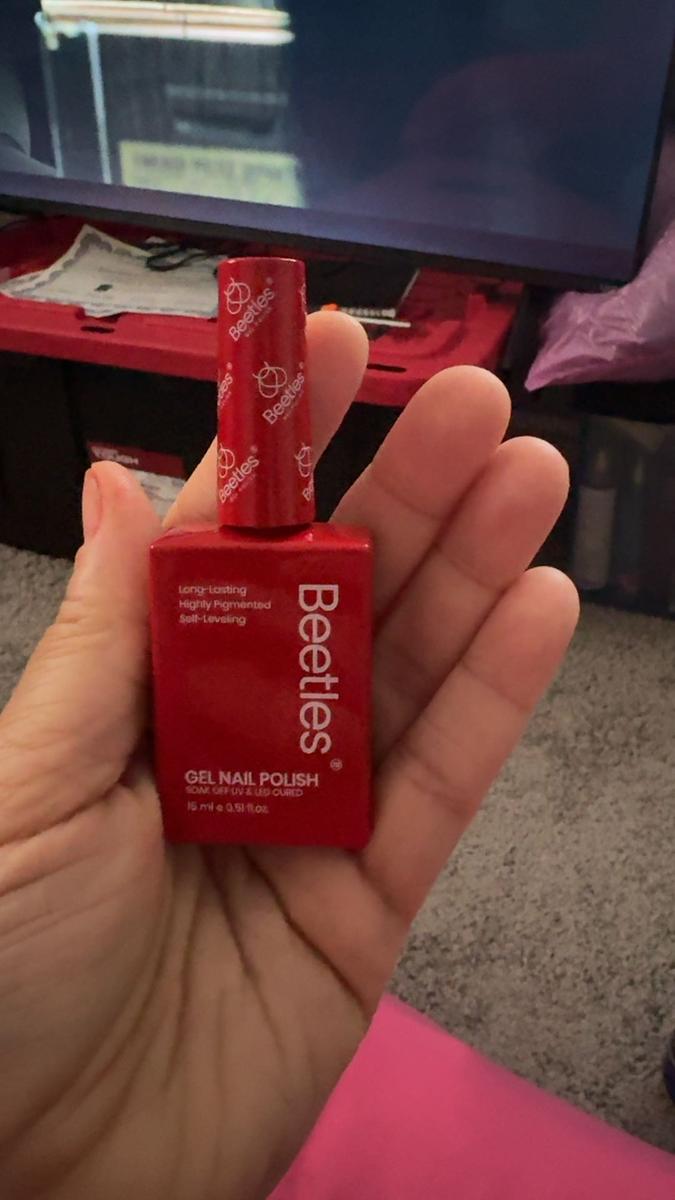 Beetles®
Beetles®
Beetles®
Long-Lasting
Highly Pigmented
Self-Leveling
Beetles®
GEL NAIL POLISH
SOAK OFF UV & LED CURED
15 ml e 0.51 fl.oz.
TOUGH